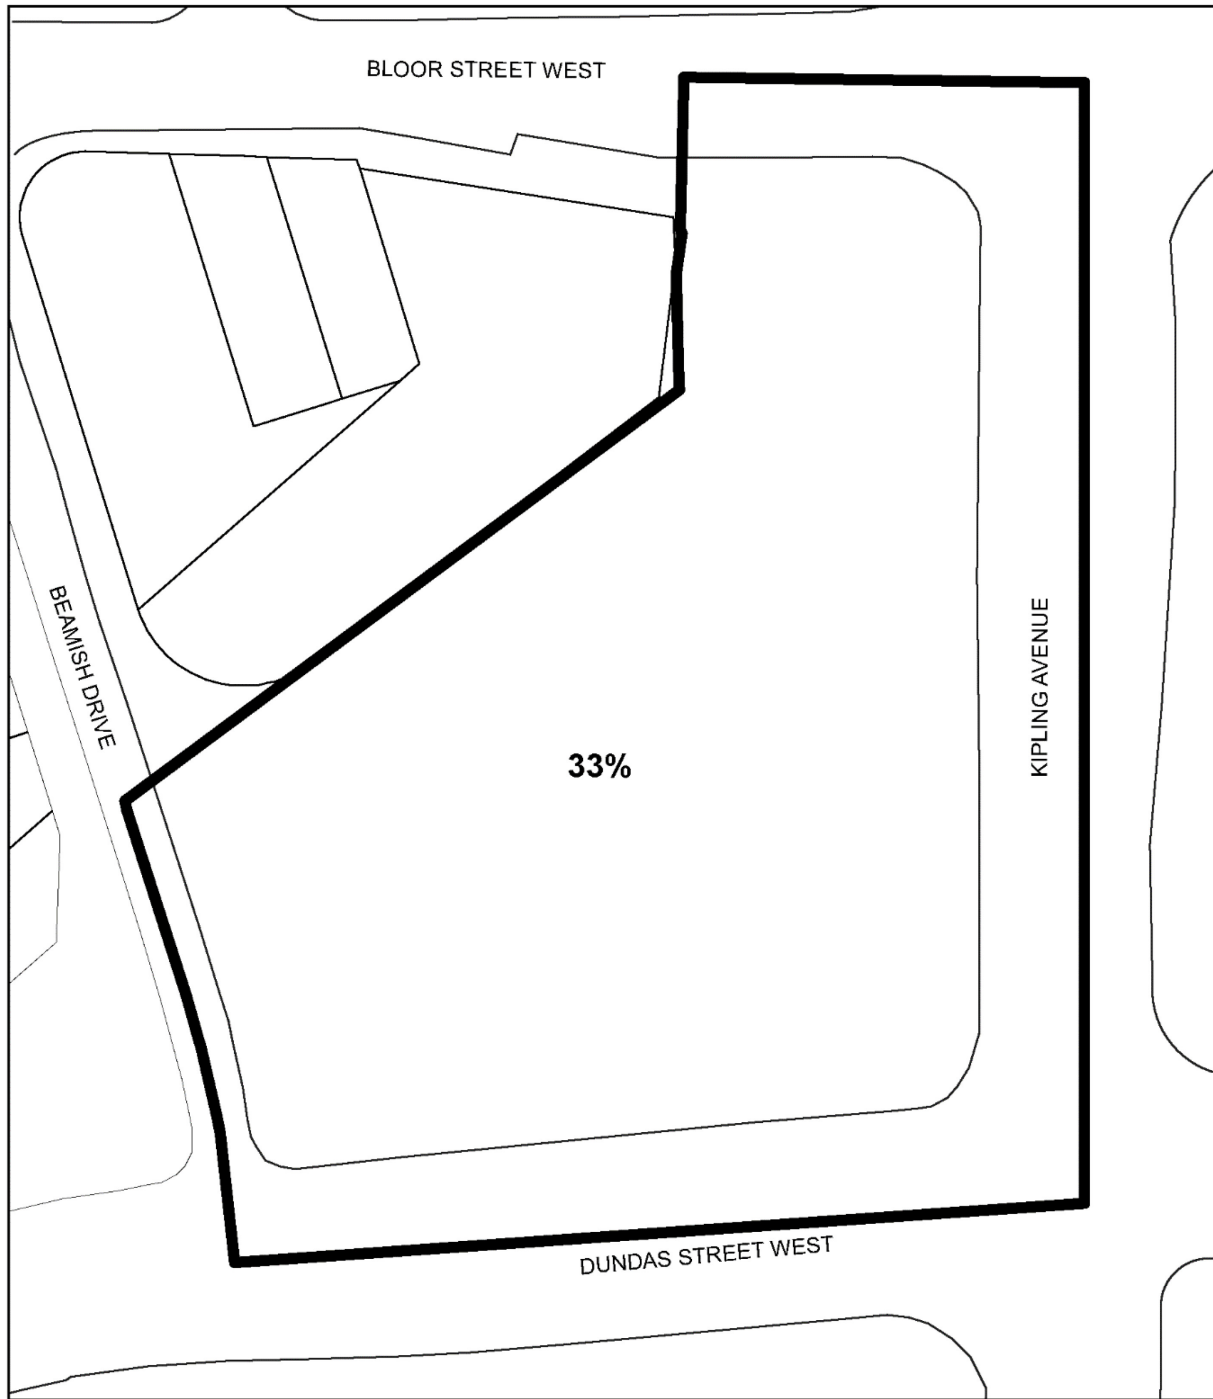 BLOOR STREET WEST
BEAMISH DRIVE
KIPLING AVENUE
33%
DUNDAS STREET WEST